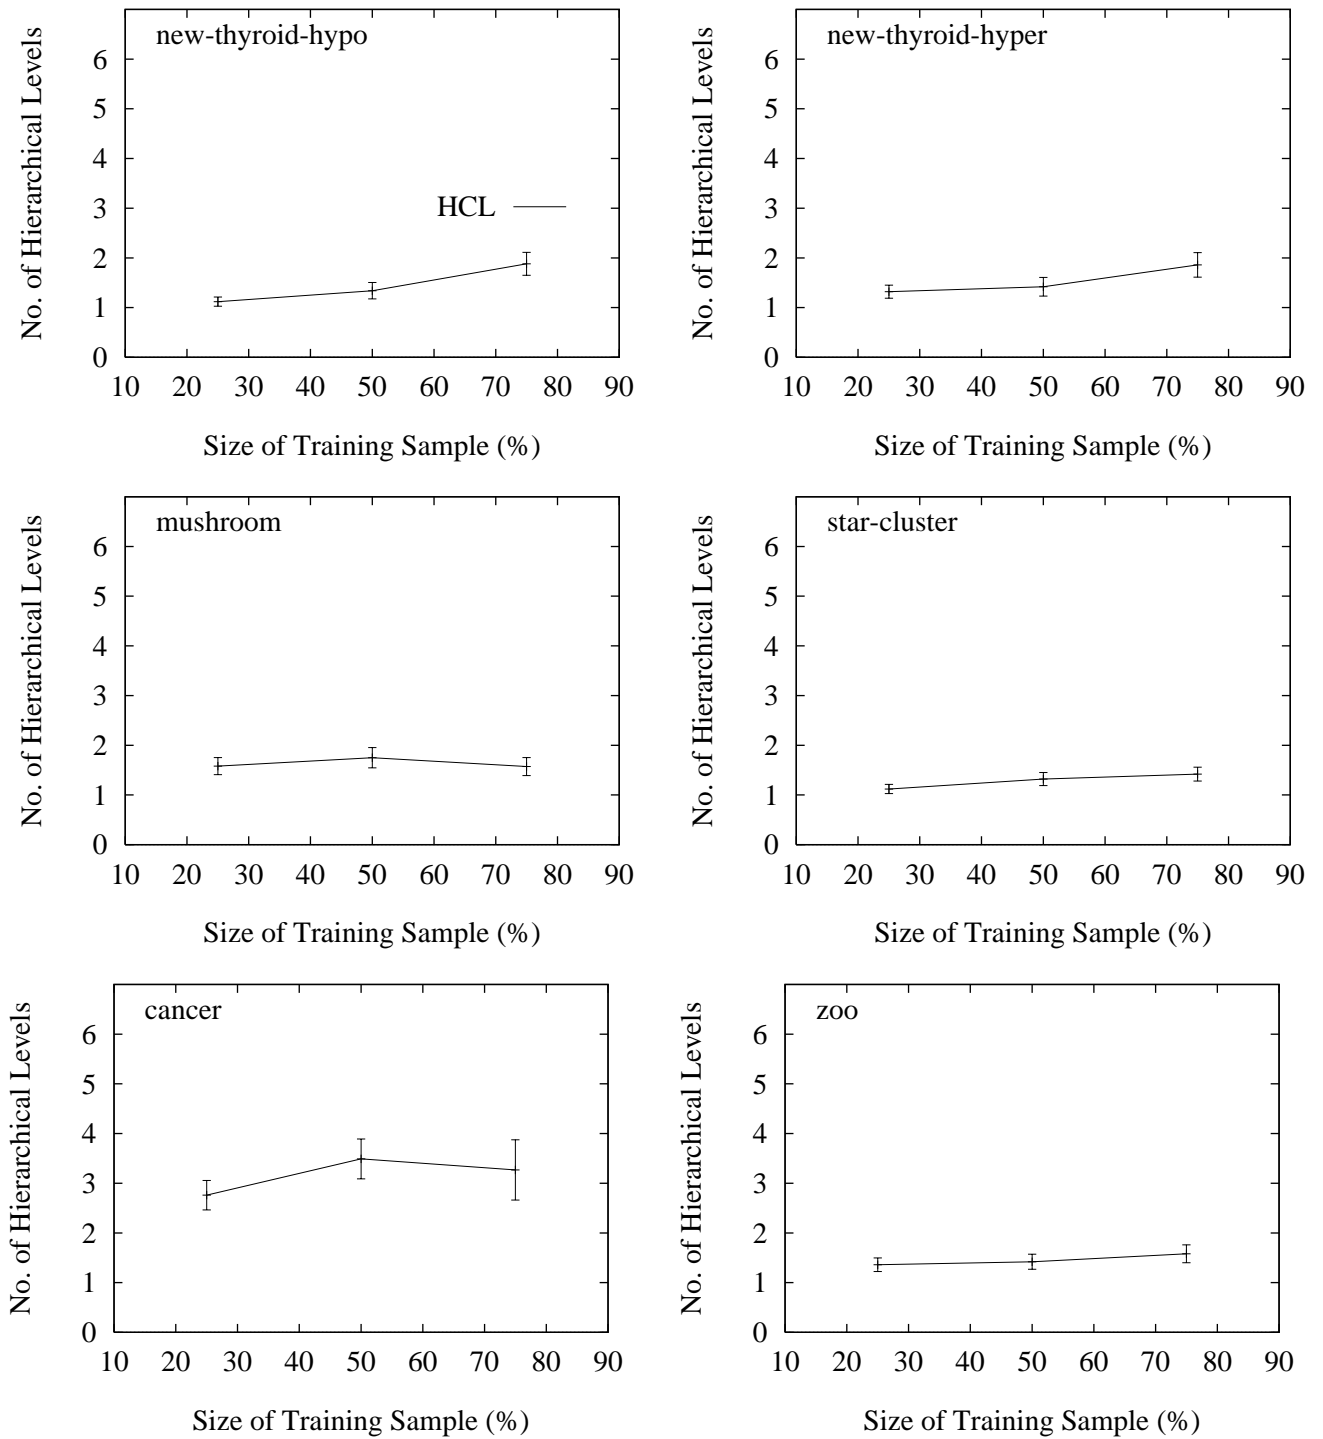 new-thyroid-hypo
No. of Hierarchical Levels
6
5
4
3
2
1
0
HCL
10 20 30 40 50 60 70 80 90
Size of Training Sample (%)
new-thyroid-hyper
No. of Hierarchical Levels
6
5
4
3
2
1
0
10 20 30 40 50 60 70 80 90
Size of Training Sample (%)
mushroom
No. of Hierarchical Levels
6
5
4
3
2
1
0
10 20 30 40 50 60 70 80 90
Size of Training Sample (%)
star-cluster
No. of Hierarchical Levels
6
5
4
3
2
1
0
10 20 30 40 50 60 70 80 90
Size of Training Sample (%)
cancer
No. of Hierarchical Levels
6
5
4
3
2
1
0
10 20 30 40 50 60 70 80 90
Size of Training Sample (%)
zoo
No. of Hierarchical Levels
6
5
4
3
2
1
0
10 20 30 40 50 60 70 80 90
Size of Training Sample (%)